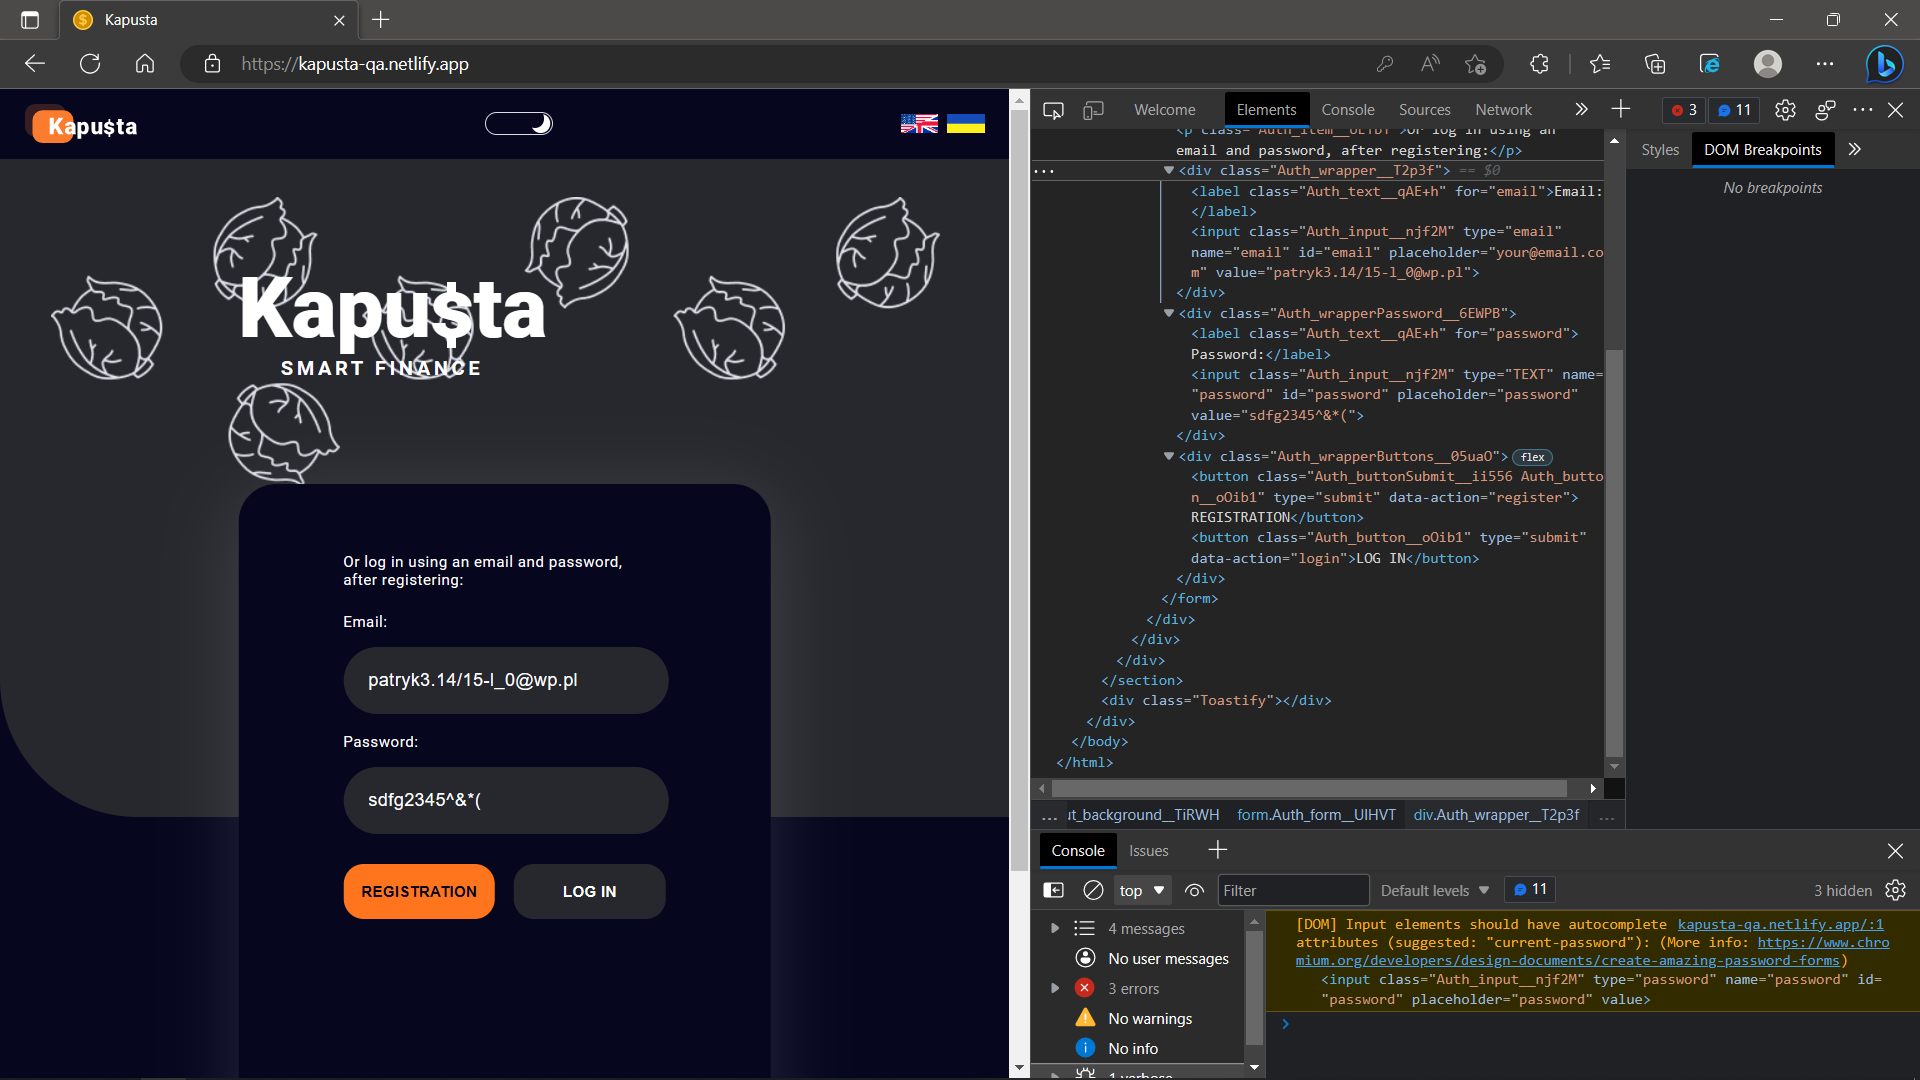 Kapusta
https://kapusta-qa.netlify.app
Kapu$ta
Kapu$ta
SMART FINANCE
Or log in using an email and password,
after registering:
Email:
patryk3.14/15-l_0@wp.pl
Password:
sdfg2345^&*(
REGISTRATION
LOG IN
Welcome
Elements
Console
Sources
Network
3
11
<p class="Auth_item__oLTbT">Or log in using an
email and password, after registering:</p>
<div class="Auth_wrapper__T2p3f"> == $0
<label class="Auth_text__qAE+h" for="email">Email:
</label>
<input class="Auth_input__njf2M" type="email"
name="email" id="email" placeholder="your@email.co
m" value="patryk3.14/15-l_0@wp.pl">
</div>
<div class="Auth_wrapperPassword__6EWPB">
<label class="Auth_text__qAE+h" for="password">
Password:</label>
<input class="Auth_input__njf2M" type="TEXT" name=
"password" id="password" placeholder="password"
value="sdfg2345^&*(">
</div>
<div class="Auth_wrapperButtons__05uaO"> flex
<button class="Auth_buttonSubmit__ii556 Auth_butto
n__oOib1" type="submit" data-action="register">
REGISTRATION</button>
<button class="Auth_button__oOib1" type="submit"
data-action="login">LOG IN</button>
</div>
</form>
</div>
</div>
</div>
</section>
<div class="Toastify"></div>
</div>
</body>
</html>
Styles
DOM Breakpoints
No breakpoints
... ut_background__TiRWH form.Auth_form__UIHVT div.Auth_wrapper__T2p3f ...
Console
Issues
top
Filter
Default levels
11
3 hidden
4 messages
No user messages
3 errors
No warnings
No info
1 verbose
[DOM] Input elements should have autocomplete kapusta-qa.netlify.app/:1
attributes (suggested: "current-password"): (More info: https://www.chro
mium.org/developers/design-documents/create-amazing-password-forms)
<input class="Auth_input__njf2M" type="password" name="password" id=
"password" placeholder="password" value>